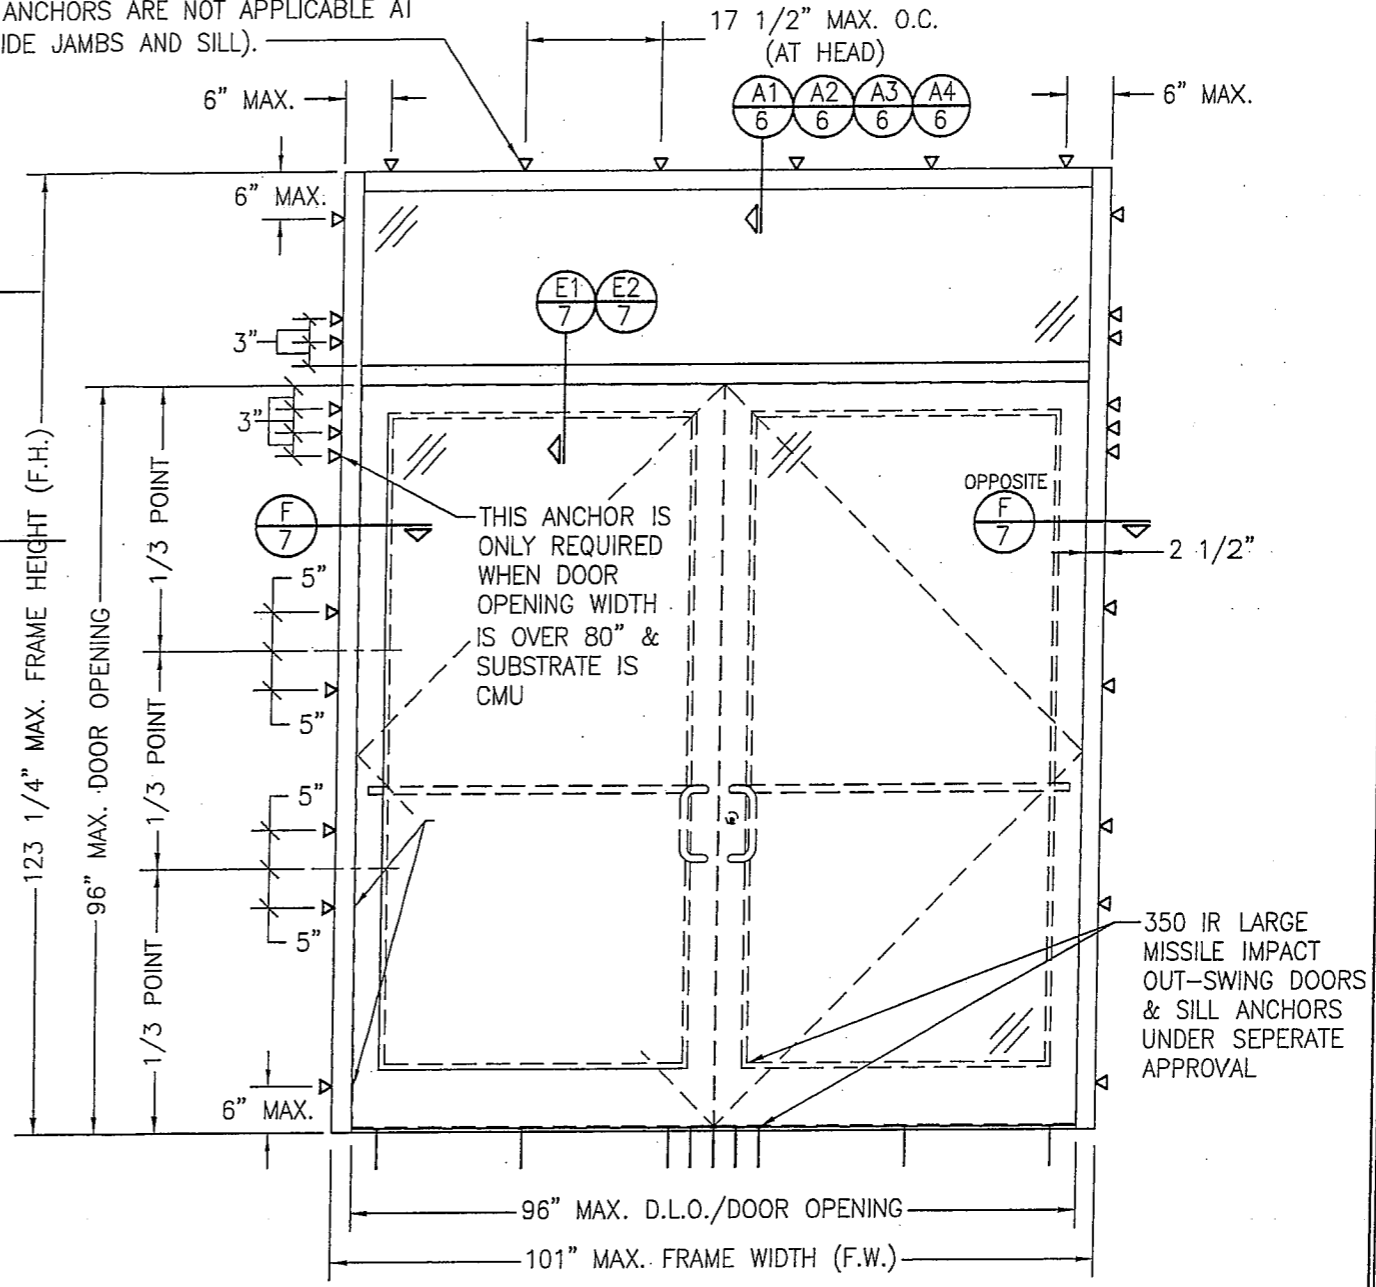 ANCHORS ARE NOT APPLICABLE AT
IDE JAMBS AND SILL).
17 1/2" MAX. O.C.
(AT HEAD)
6" MAX.
A1 A2 A3 A4
6 6 6 6
6" MAX.
6" MAX.
E1 E2
7 7
3"
3"
123 1/4" MAX. FRAME HEIGHT (F.H.)
96" MAX. DOOR OPENING
1/3 POINT
1/3 POINT
1/3 POINT
F
7
THIS ANCHOR IS
ONLY REQUIRED
WHEN DOOR
OPENING WIDTH
IS OVER 80" &
SUBSTRATE IS
CMU
OPPOSITE
F
7
2 1/2"
5"
5"
5"
5"
350 IR LARGE
MISSILE IMPACT
OUT-SWING DOORS
& SILL ANCHORS
UNDER SEPERATE
APPROVAL
6" MAX.
96" MAX. D.L.O./DOOR OPENING
101" MAX. FRAME WIDTH (F.W.)